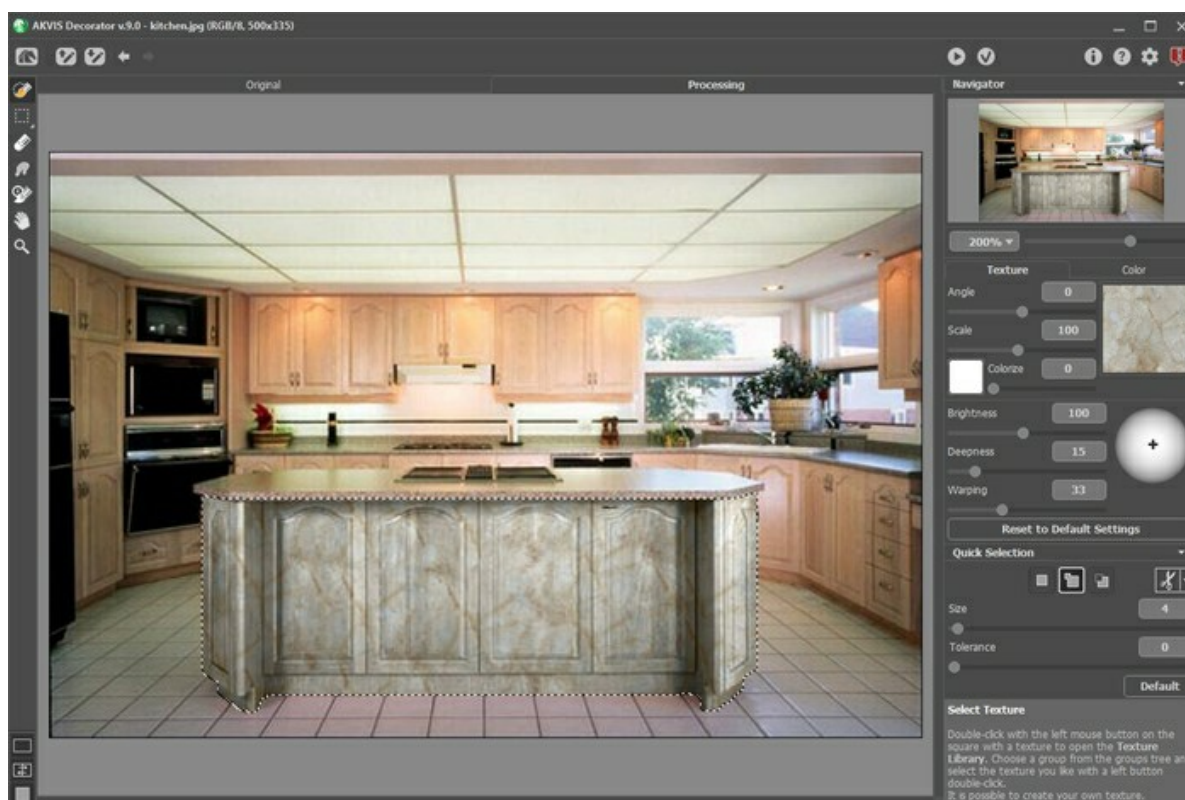 AKVIS Decorator v.9.0 - kitchen.jpg (RGB/8, 500x335)
Original
Processing
Navigator
200%
Texture
Color
Angle
0
Scale
100
Colorize
0
Brightness
100
Deepness
15
Warping
33
Reset to Default Settings
Quick Selection
Size
4
Tolerance
0
Default
Select Texture
Double-click with the left mouse button on the
square with a texture to open the Texture
Library. Choose a group from the groups tree an
select the texture you like with a left button
double-click.
It is possible to create your own texture.